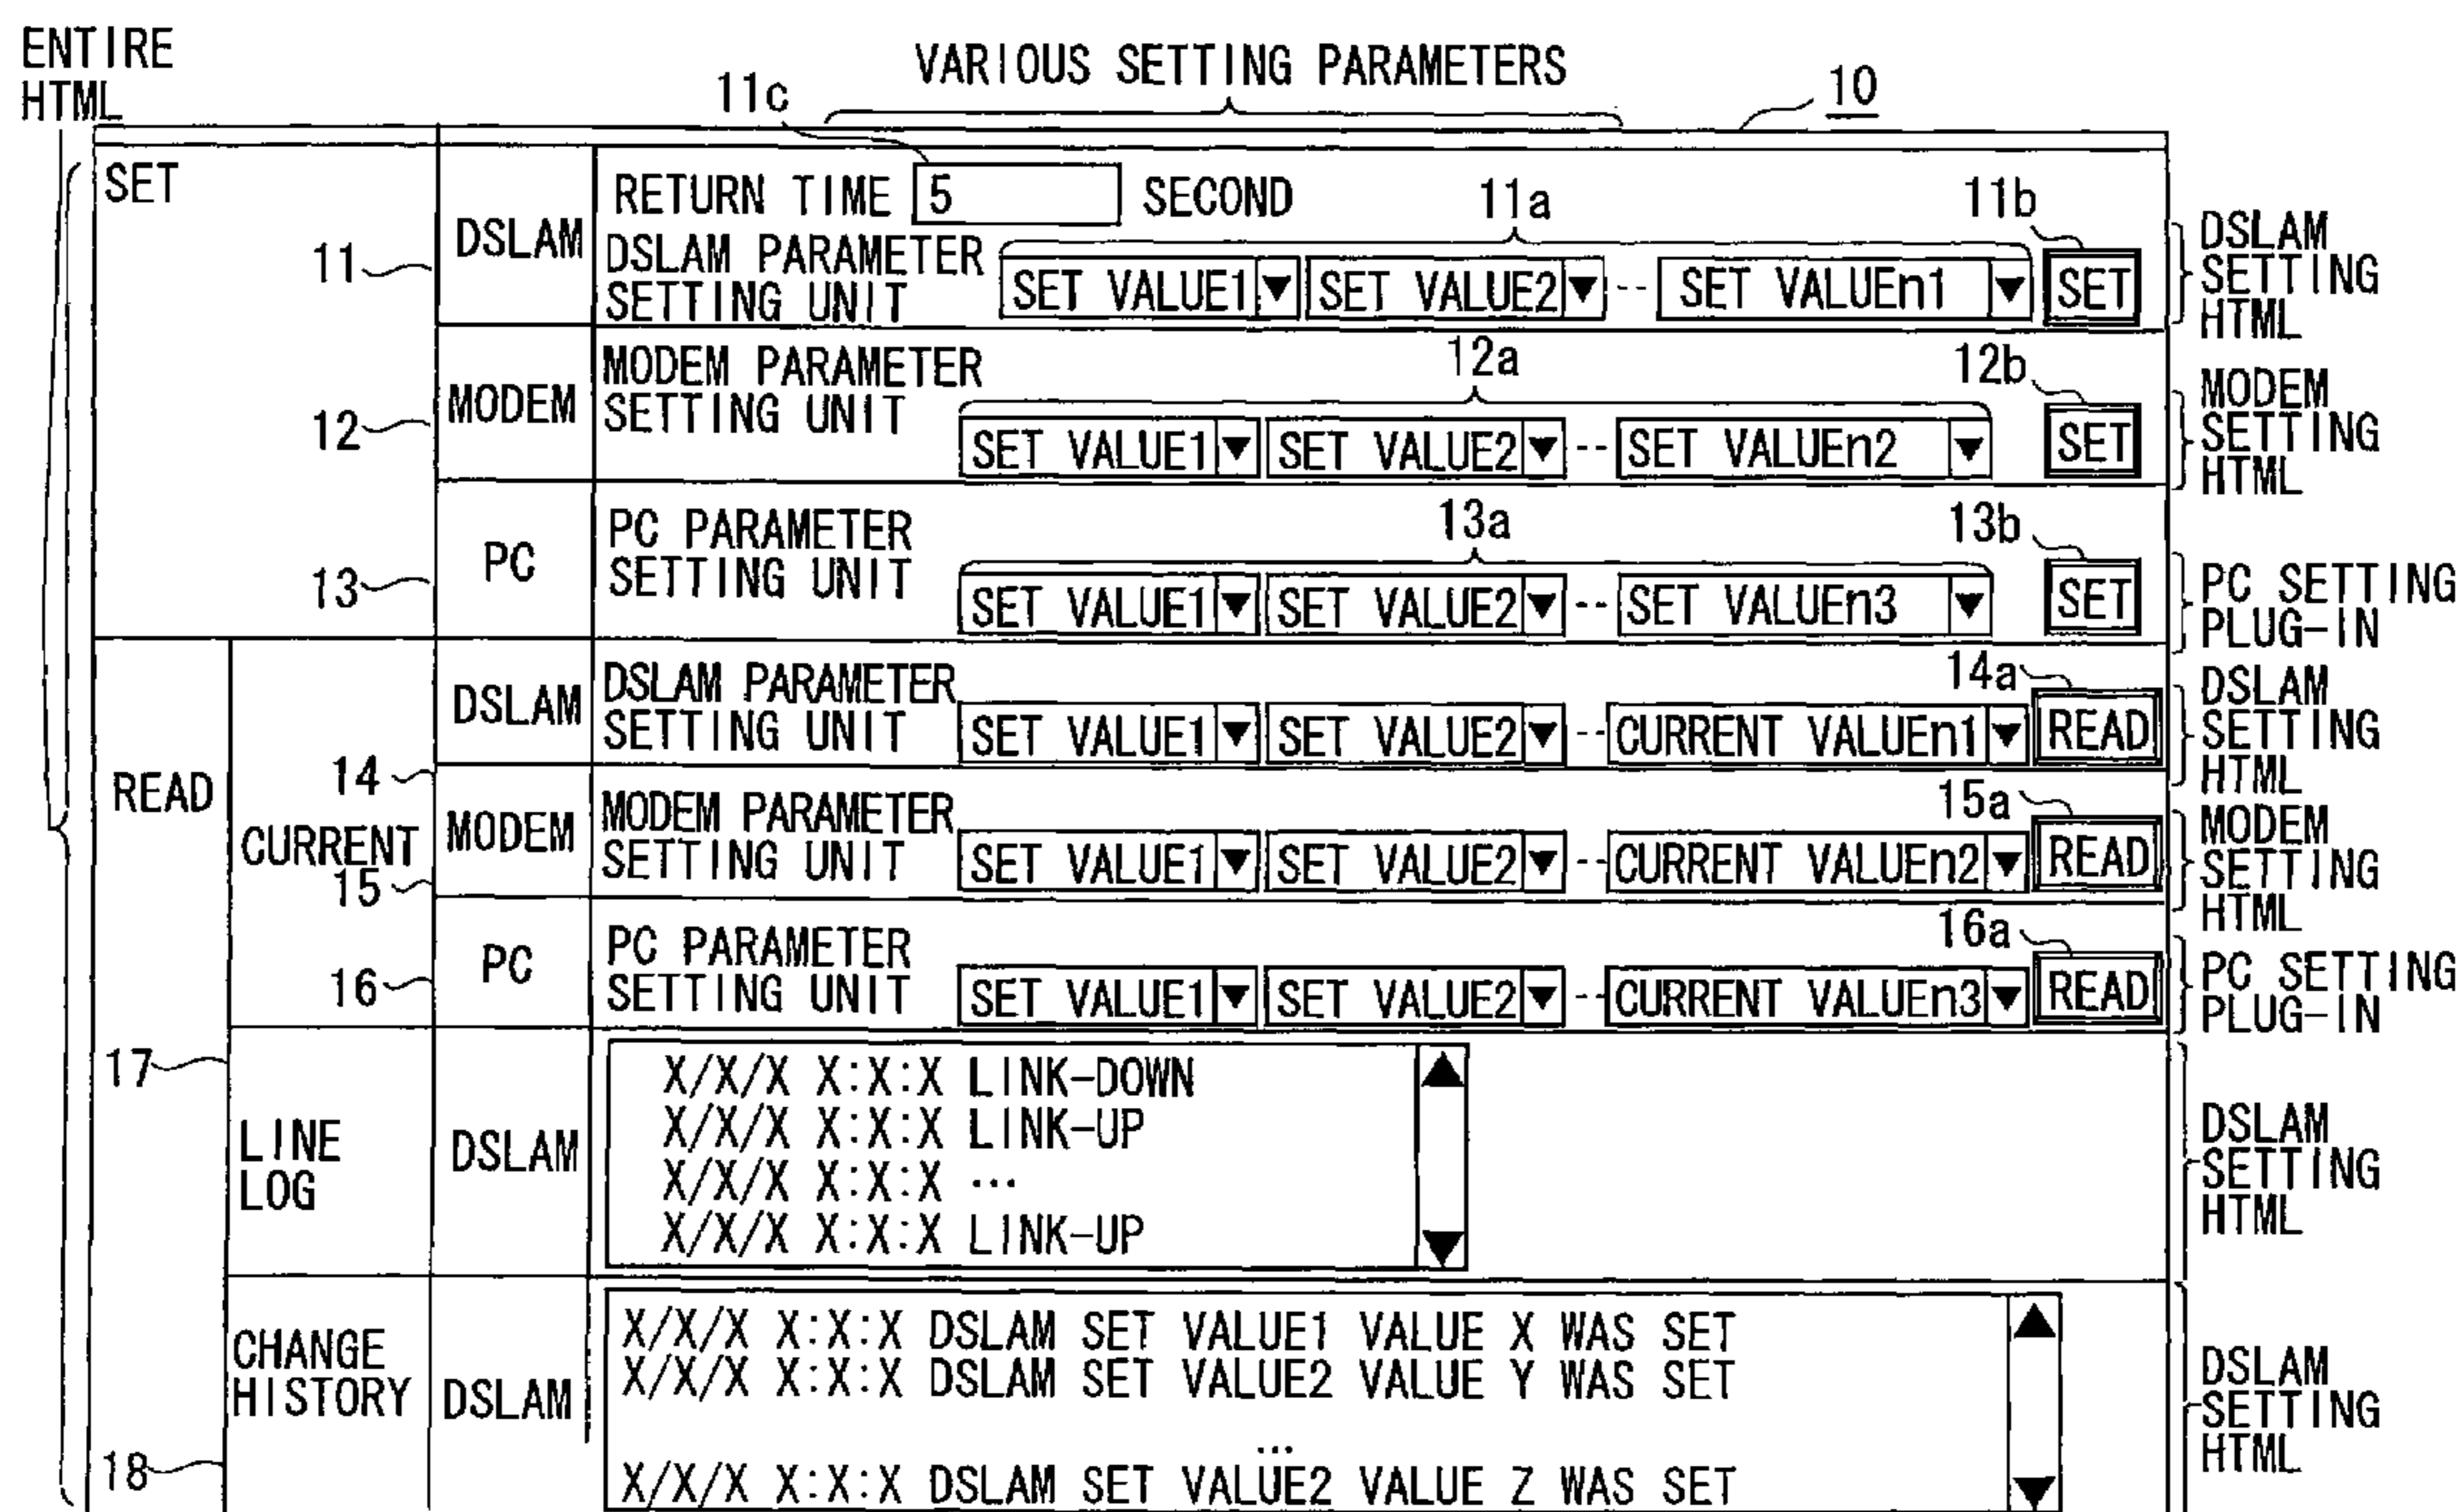 ENTIRE
HTML
VARIOUS SETTING PARAMETERS
10
11c
SET
11
DSLAM
RETURN TIME 5 SECOND
11a
11b
DSLAM PARAMETER
SETTING UNIT
SET VALUE1▼ SET VALUE2▼ -- SET VALUEn1 ▼ SET
DSLAM
SETTING
HTML
12
MODEM
MODEM PARAMETER
SETTING UNIT
12a
12b
SET VALUE1▼ SET VALUE2▼ -- SET VALUEn2 ▼ SET
MODEM
SETTING
HTML
13
PC
PC PARAMETER
SETTING UNIT
13a
13b
SET VALUE1▼ SET VALUE2▼ -- SET VALUEn3 ▼ SET
PC SETTING
PLUG-IN
READ
CURRENT
14
DSLAM
DSLAM PARAMETER
SETTING UNIT
14a
SET VALUE1▼ SET VALUE2▼ -- CURRENT VALUEn1▼ READ
DSLAM
SETTING
HTML
15
MODEM
MODEM PARAMETER
SETTING UNIT
15a
SET VALUE1▼ SET VALUE2▼ -- CURRENT VALUEn2▼ READ
MODEM
SETTING
HTML
16
PC
PC PARAMETER
SETTING UNIT
16a
SET VALUE1▼ SET VALUE2▼ -- CURRENT VALUEn3▼ READ
PC SETTING
PLUG-IN
17
LINE
LOG
DSLAM
X/X/X X:X:X LINK-DOWN
X/X/X X:X:X LINK-UP
X/X/X X:X:X ...
X/X/X X:X:X LINK-UP
DSLAM
SETTING
HTML
18
CHANGE
HISTORY
DSLAM
X/X/X X:X:X DSLAM SET VALUE1 VALUE X WAS SET
X/X/X X:X:X DSLAM SET VALUE2 VALUE Y WAS SET
...
X/X/X X:X:X DSLAM SET VALUE2 VALUE Z WAS SET
DSLAM
SETTING
HTML